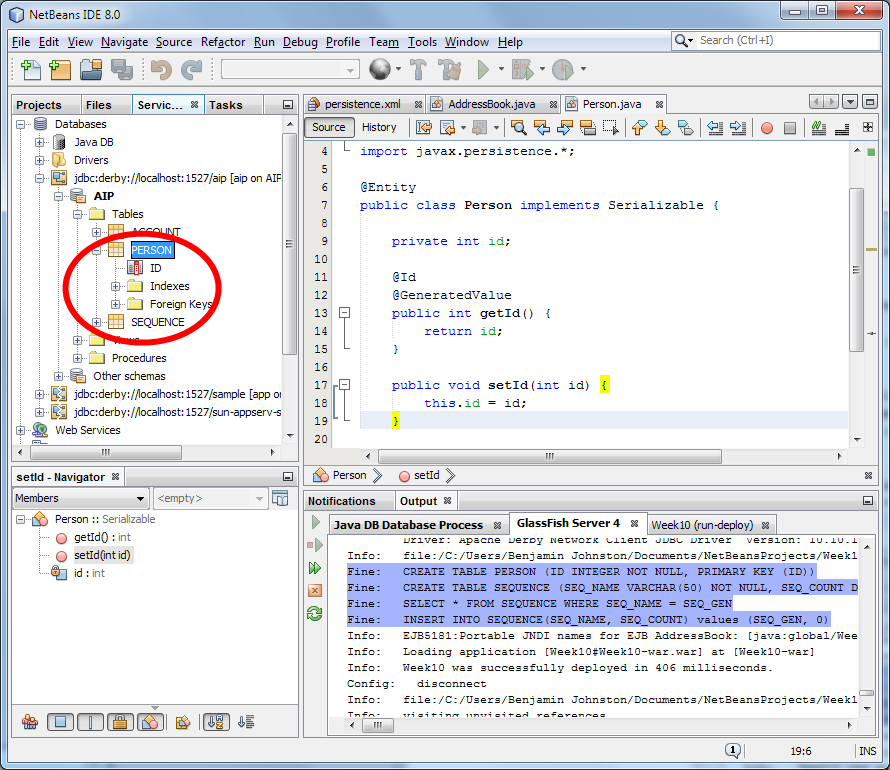 NetBeans IDE 8.0
File Edit View Navigate Source Refactor Run Debug Profile Team Tools Window Help
Search (Ctrl+I)
Projects Files Servic... Tasks
Databases
Java DB
Drivers
jdbc:derby://localhost:1527/aip [aip on AIP
AIP
Tables
ACCOUNT
PERSON
ID
Indexes
Foreign Keys
SEQUENCE
Views
Procedures
Other schemas
jdbc:derby://localhost:1527/sample [app o
jdbc:derby://localhost:1527/sun-appserv-s
Web Services
persistence.xml AddressBook.java Person.java
Source History
4 import javax.persistence.*;
5
6 @Entity
7 public class Person implements Serializable {
8
9 private int id;
10
11 @Id
12 @GeneratedValue
13 public int getId() {
14 return id;
15 }
16
17 public void setId(int id) {
18 this.id = id;
19 }
20
Person setId
setId - Navigator
Members <empty>
Person :: Serializable
getId() : int
setId(int id)
id : int
Notifications Output
Java DB Database Process GlassFish Server 4 Week10 (run-deploy)
Driver: Apache Derby Network Client JDBC Driver Version: 10.10.1
Info: file:/C:/Users/Benjamin Johnston/Documents/NetBeansProjects/Week1
Fine: CREATE TABLE PERSON (ID INTEGER NOT NULL, PRIMARY KEY (ID))
Fine: CREATE TABLE SEQUENCE (SEQ_NAME VARCHAR(50) NOT NULL, SEQ_COUNT D
Fine: SELECT * FROM SEQUENCE WHERE SEQ_NAME = SEQ_GEN
Fine: INSERT INTO SEQUENCE(SEQ_NAME, SEQ_COUNT) values (SEQ_GEN, 0)
Info: EJB5181:Portable JNDI names for EJB AddressBook: [java:global/Wee
Info: Loading application [Week10#Week10-war.war] at [Week10-war]
Info: Week10 was successfully deployed in 406 milliseconds.
Config: disconnect
Info: file:/C:/Users/Benjamin Johnston/Documents/NetBeansProjects/Week1
Info: visiting unvisited references
1 19:6 INS